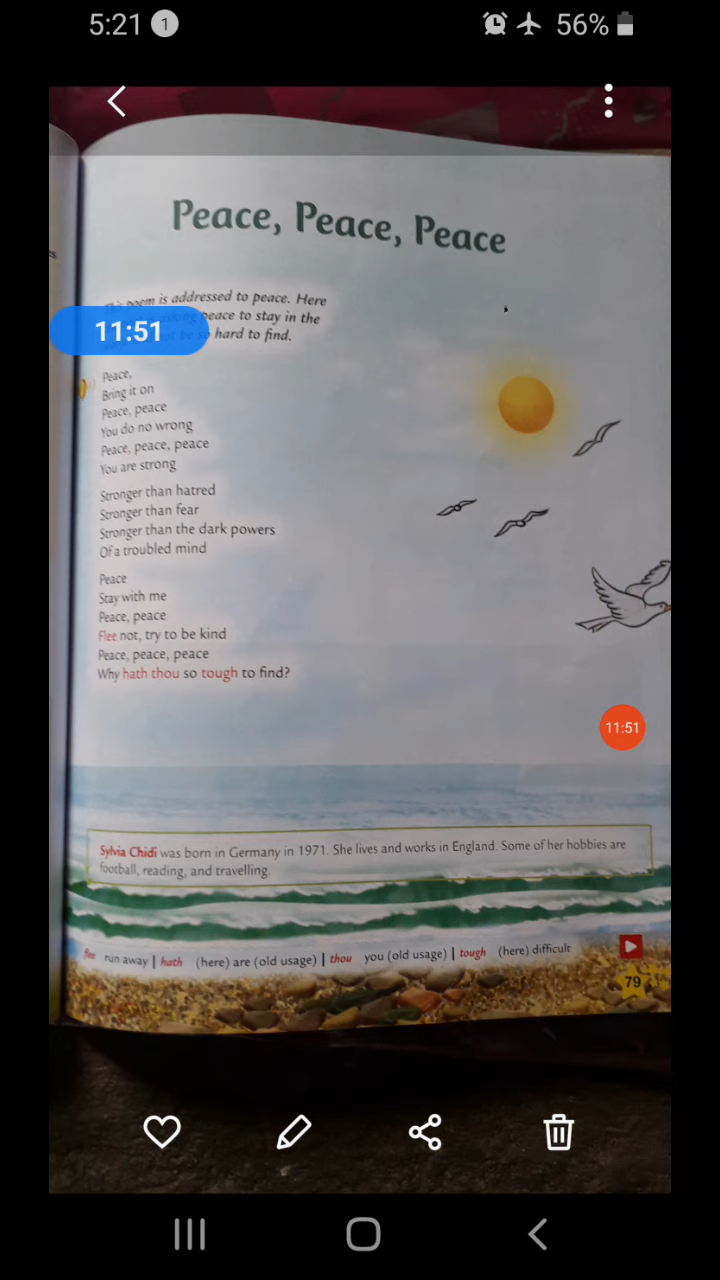 5:21 1 56%
Peace, Peace, Peace
This poem is addressed to peace. Here
peace to stay in the
hard to find.
11:51
Peace,
Bring it on
Peace, peace
You do no wrong
Peace, peace, peace
You are strong
Stronger than hatred
Stronger than fear
Stronger than the dark powers
Of a troubled mind
Peace
Stay with me
Peace, peace
Flee not, try to be kind
Peace, peace, peace
Why hath thou so tough to find?
11:51
Sylvia Chidi was born in Germany in 1971. She lives and works in England. Some of her hobbies are
football, reading, and travelling.
flee run away | hath (here) are (old usage) | thou you (old usage) | tough (here) difficult
79